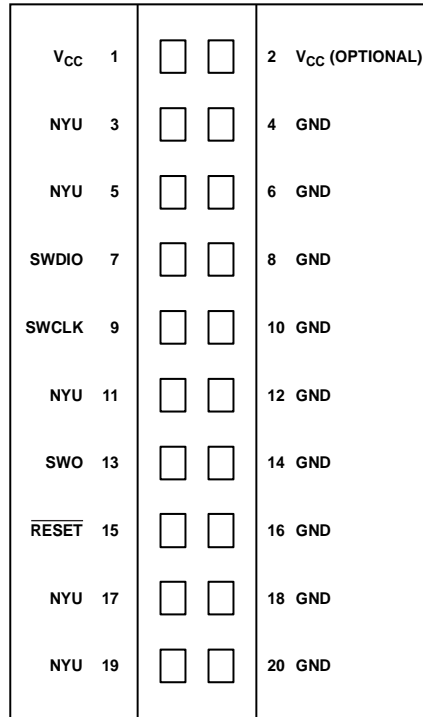 VCC 1 2 VCC (OPTIONAL)
NYU 3 4 GND
NYU 5 6 GND
SWDIO 7 8 GND
SWCLK 9 10 GND
NYU 11 12 GND
SWO 13 14 GND
RESET 15 16 GND
NYU 17 18 GND
NYU 19 20 GND